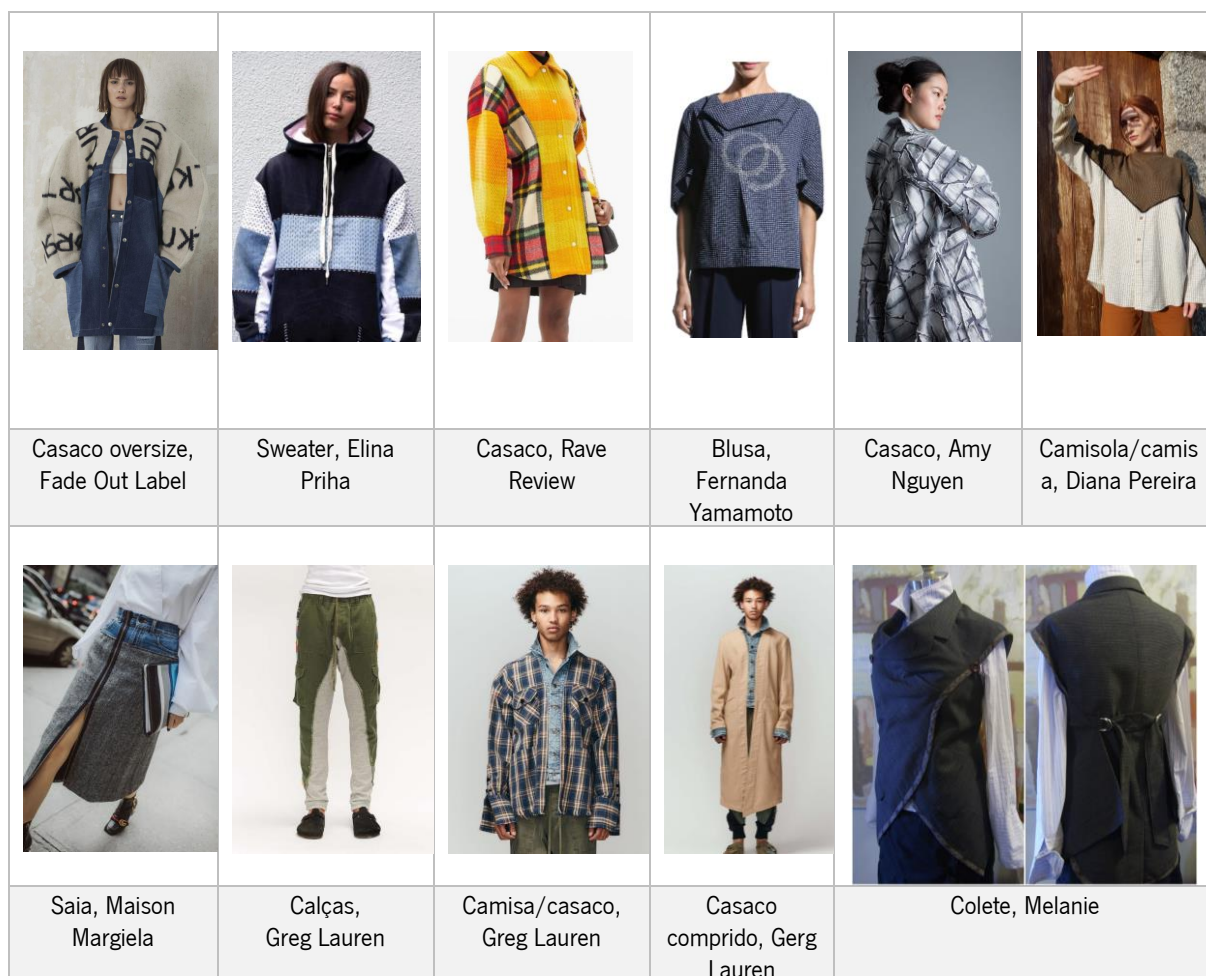 Casaco oversize,
Fade Out Label
Sweater, Elina
Priha
Casaco, Rave
Review
Blusa,
Fernanda
Yamamoto
Casaco, Amy
Nguyen
Camisola/camis
a, Diana Pereira
Saia, Maison
Margiela
Calças,
Greg Lauren
Camisa/casaco,
Greg Lauren
Casaco
comprido, Gerg
Lauren
Colete, Melanie